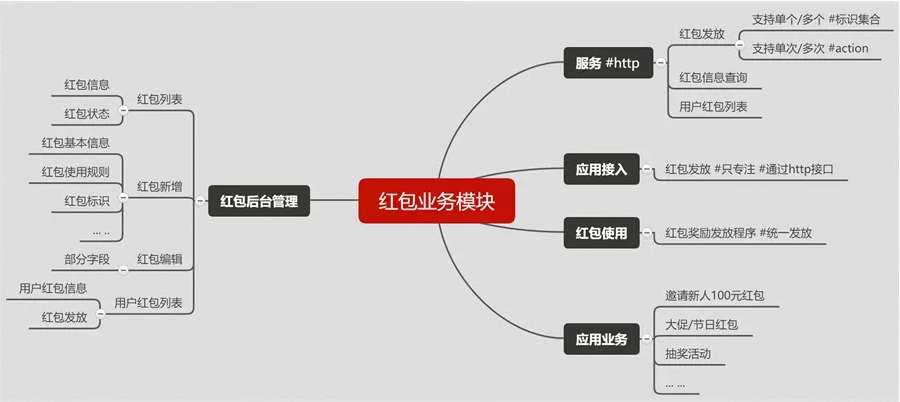 红包业务模块
服务 #http
红包发放
支持单个/多个 #标识集合
支持单次/多次 #action
红包信息查询
用户红包列表
应用接入
红包发放 #只专注 #通过http接口
红包使用
红包奖励发放程序 #统一发放
应用业务
邀请新人100元红包
大促/节日红包
抽奖活动
... ...
红包后台管理
红包列表
红包信息
红包状态
红包新增
红包基本信息
红包使用规则
红包标识
... ..
红包编辑
部分字段
用户红包列表
用户红包信息
红包发放